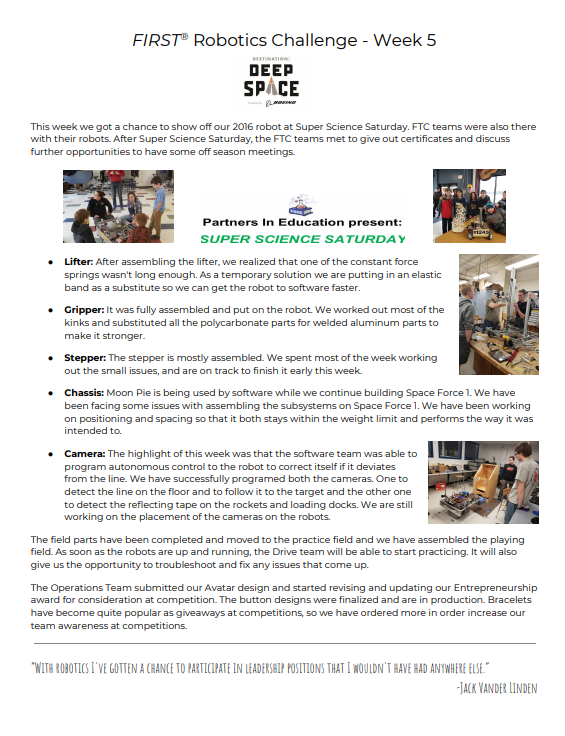 FIRST® Robotics Challenge - Week 5
DESTINATION:
DEEP
SPACE
BOEING
This week we got a chance to show off our 2016 robot at Super Science Saturday. FTC teams were also there
with their robots. After Super Science Saturday, the FTC teams met to give out certificates and discuss
further opportunities to have some off season meetings.
Partners In Education present:
SUPER SCIENCE SATURDAY
11245
● Lifter: After assembling the lifter, we realized that one of the constant force
springs wasn't long enough. As a temporary solution we are putting in an elastic
band as a substitute so we can get the robot to software faster.
● Gripper: It was fully assembled and put on the robot. We worked out most of the
kinks and substituted all the polycarbonate parts for welded aluminum parts to
make it stronger.
● Stepper: The stepper is mostly assembled. We spent most of the week working
out the small issues, and are on track to finish it early this week.
● Chassis: Moon Pie is being used by software while we continue building Space Force 1. We have
been facing some issues with assembling the subsystems on Space Force 1. We have been working
on positioning and spacing so that it both stays within the weight limit and performs the way it was
intended to.
● Camera: The highlight of this week was that the software team was able to
program autonomous control to the robot to correct itself if it deviates
from the line. We have successfully programed both the cameras. One to
detect the line on the floor and to follow it to the target and the other one
to detect the reflecting tape on the rockets and loading docks. We are still
working on the placement of the cameras on the robots.
The field parts have been completed and moved to the practice field and we have assembled the playing
field. As soon as the robots are up and running, the Drive team will be able to start practicing. It will also
give us the opportunity to troubleshoot and fix any issues that come up.
The Operations Team submitted our Avatar design and started revising and updating our Entrepreneurship
award for consideration at competition. The button designs were finalized and are in production. Bracelets
have become quite popular as giveaways at competitions, so we have ordered more in order increase our
team awareness at competitions.
"With robotics I've gotten a chance to participate in leadership positions that I wouldn't have had anywhere else."
-Jack Vander Linden